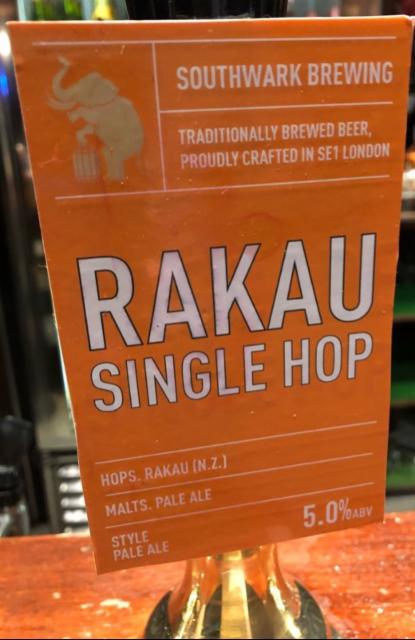 SOUTHWARK BREWING
TRADITIONALLY BREWED BEER,
PROUDLY CRAFTED IN SE1 LONDON
RAKAU
SINGLE HOP
HOPS. RAKAU (N.Z.)
MALTS. PALE ALE
STYLE
PALE ALE
5.0%ABV